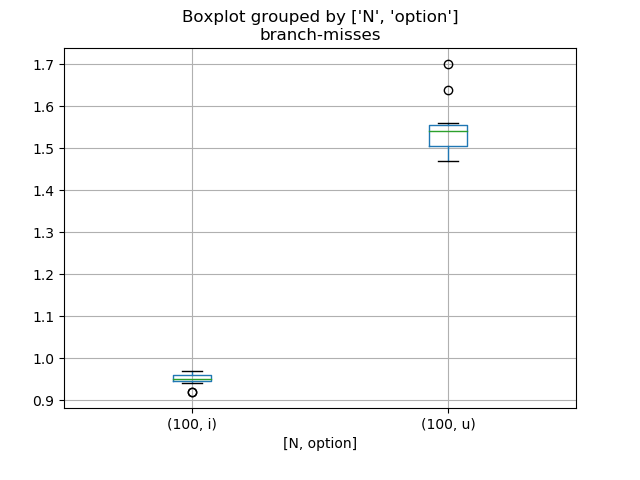 Boxplot grouped by ['N', 'option']
branch-misses
1.7
1.6
1.5
1.4
1.3
1.2
1.1
1.0
0.9
(100, i) (100, u)
[N, option]